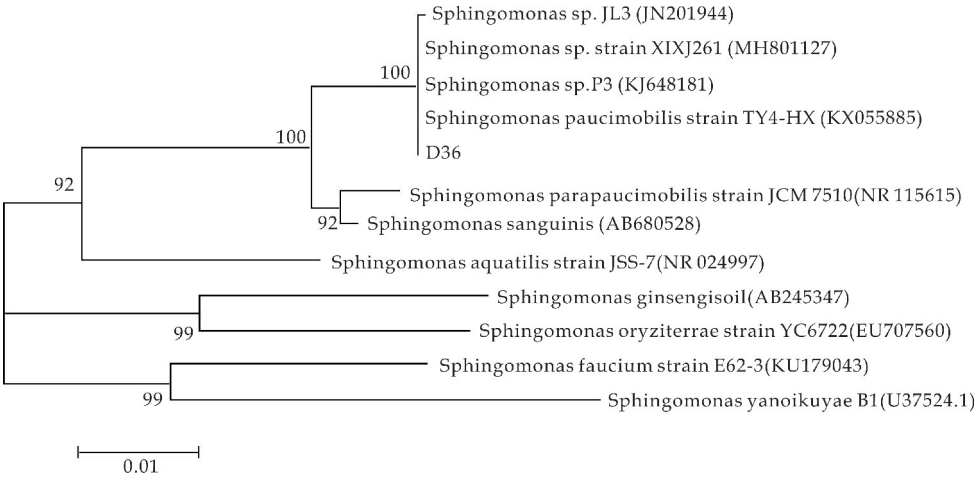 Sphingomonas sp. JL3 (JN201944)
Sphingomonas sp. strain XIXJ261 (MH801127)
100
Sphingomonas sp.P3 (KJ648181)
Sphingomonas paucimobilis strain TY4-HX (KX055885)
100
D36
92
Sphingomonas parapaucimobilis strain JCM 7510(NR 115615)
92
Sphingomonas sanguinis (AB680528)
Sphingomonas aquatilis strain JSS-7(NR 024997)
Sphingomonas ginsengisoil(AB245347)
99
Sphingomonas oryziterrae strain YC6722(EU707560)
Sphingomonas faucium strain E62-3(KU179043)
99
Sphingomonas yanoikuyae B1(U37524.1)
0.01